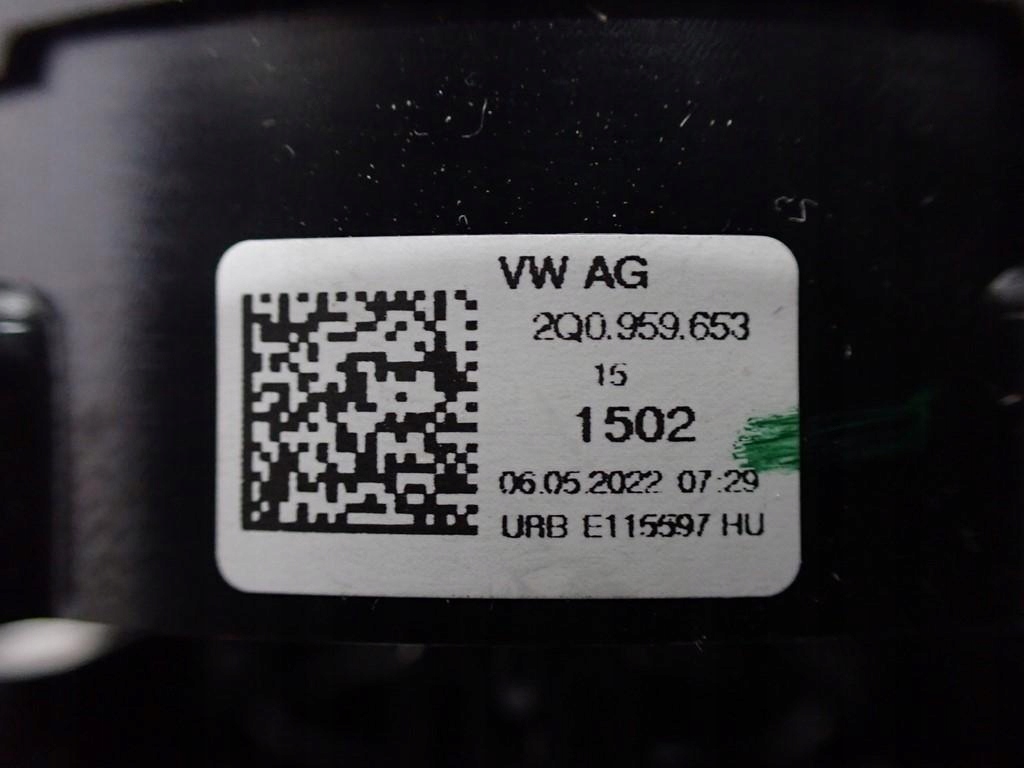 VW AG
2Q0.959.653
15
1502
06.05.2022 07:29
URB E115597 HU